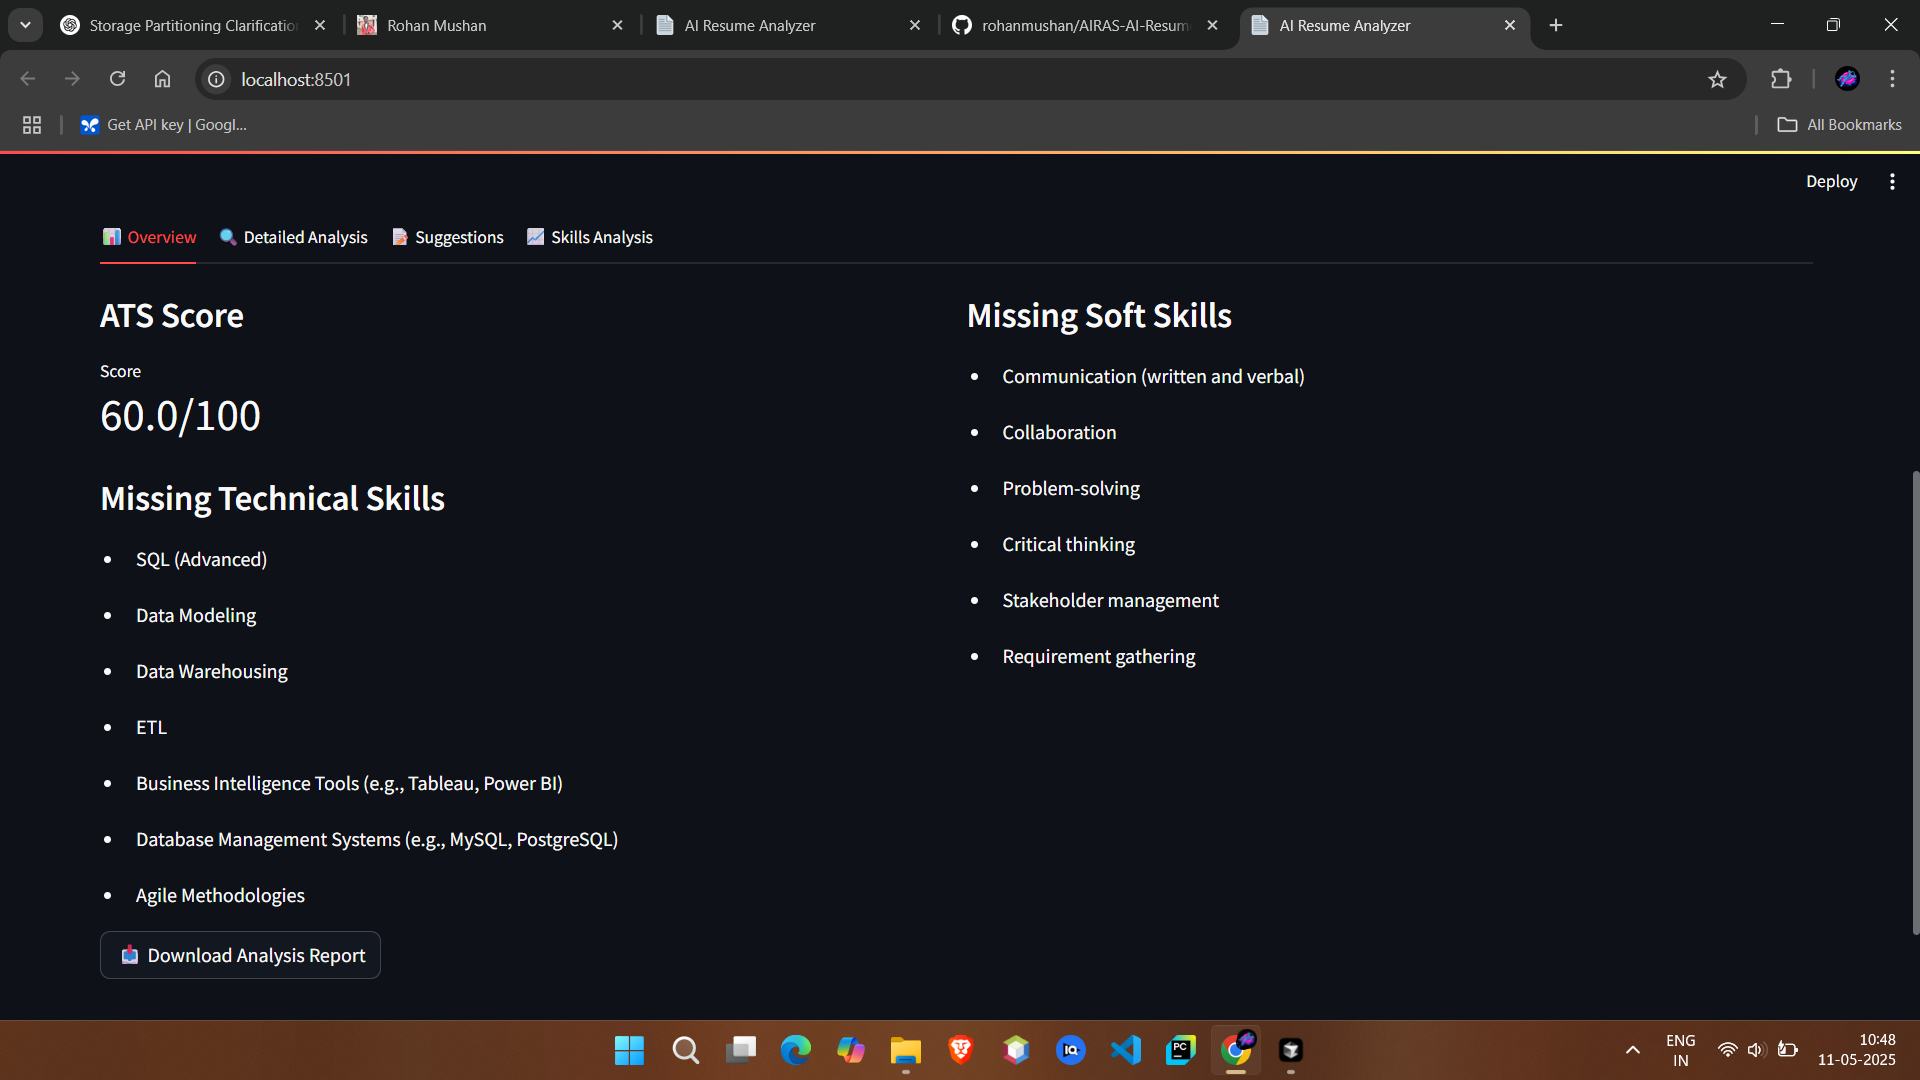 Storage Partitioning Clarificatio
Rohan Mushan
AI Resume Analyzer
rohanmushan/AIRAS-AI-Resum
AI Resume Analyzer
localhost:8501
Get API key | Googl...
All Bookmarks
Deploy
Overview
Detailed Analysis
Suggestions
Skills Analysis
ATS Score
Score
60.0/100
Missing Technical Skills
SQL (Advanced)
Data Modeling
Data Warehousing
ETL
Business Intelligence Tools (e.g., Tableau, Power BI)
Database Management Systems (e.g., MySQL, PostgreSQL)
Agile Methodologies
Download Analysis Report
Missing Soft Skills
Communication (written and verbal)
Collaboration
Problem-solving
Critical thinking
Stakeholder management
Requirement gathering
IQ
PC
ENG
IN
10:48
11-05-2025